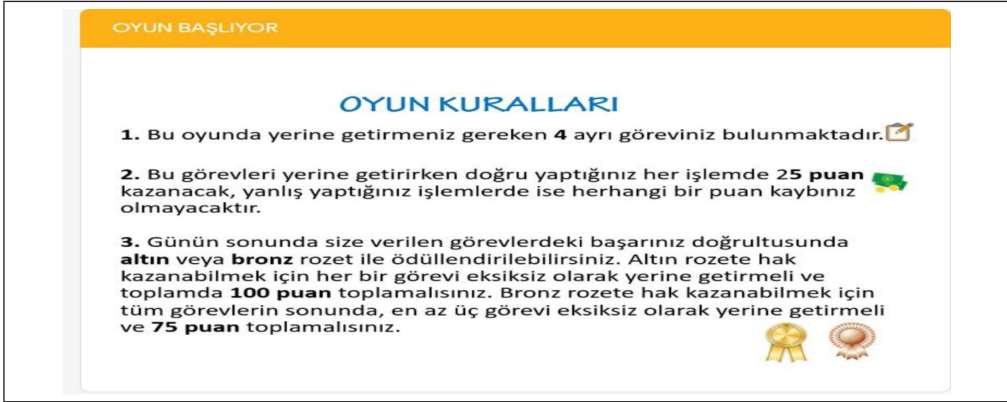 OYUN BAŞLIYOR
OYUN KURALLARI
1. Bu oyunda yerine getirmeniz gereken 4 ayrı göreviniz bulunmaktadır.
2. Bu görevleri yerine getirirken doğru yaptığınız her işlemde 25 puan
kazanacak, yanlış yaptığınız işlemlerde ise herhangi bir puan kaybınız
olmayacaktır.
3. Günün sonunda size verilen görevlerdeki başarınız doğrultusunda
altın veya bronz rozet ile ödüllendirilebilirsiniz. Altın rozete hak
kazanabilmek için her bir görevi eksiksiz olarak yerine getirmeli ve
toplamda 100 puan toplamalısınız. Bronz rozete hak kazanabilmek için
tüm görevlerin sonunda, en az üç görevi eksiksiz olarak yerine getirmeli
ve 75 puan toplamalısınız.